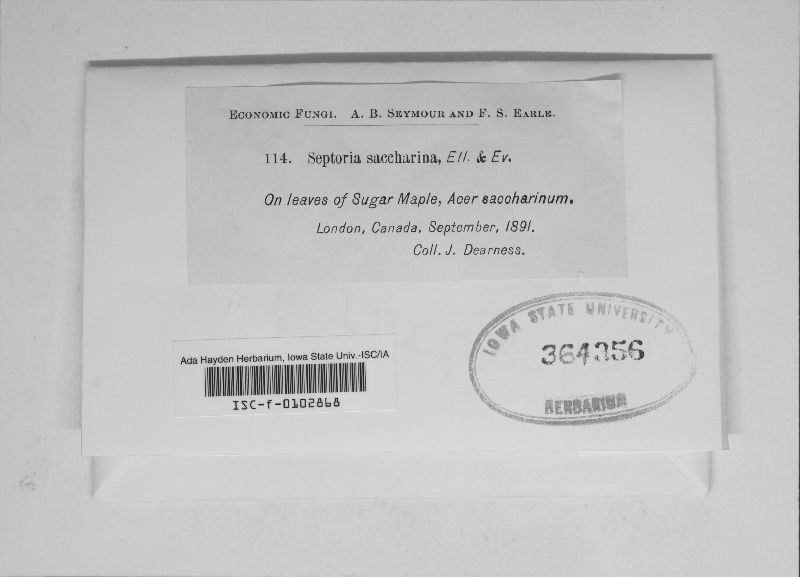 Economic Fungi. A. B. Seymour and F. S. Earle.
114. Septoria saccharina, Ell. & Ev.
On leaves of Sugar Maple, Acer saccharinum.
London, Canada, September, 1891.
Coll. J. Dearness.
IOWA STATE UNIVERSITY
364356
HERBARIUM
Ada Hayden Herbarium, Iowa State Univ.-ISC/IA
ISC-f-0102868